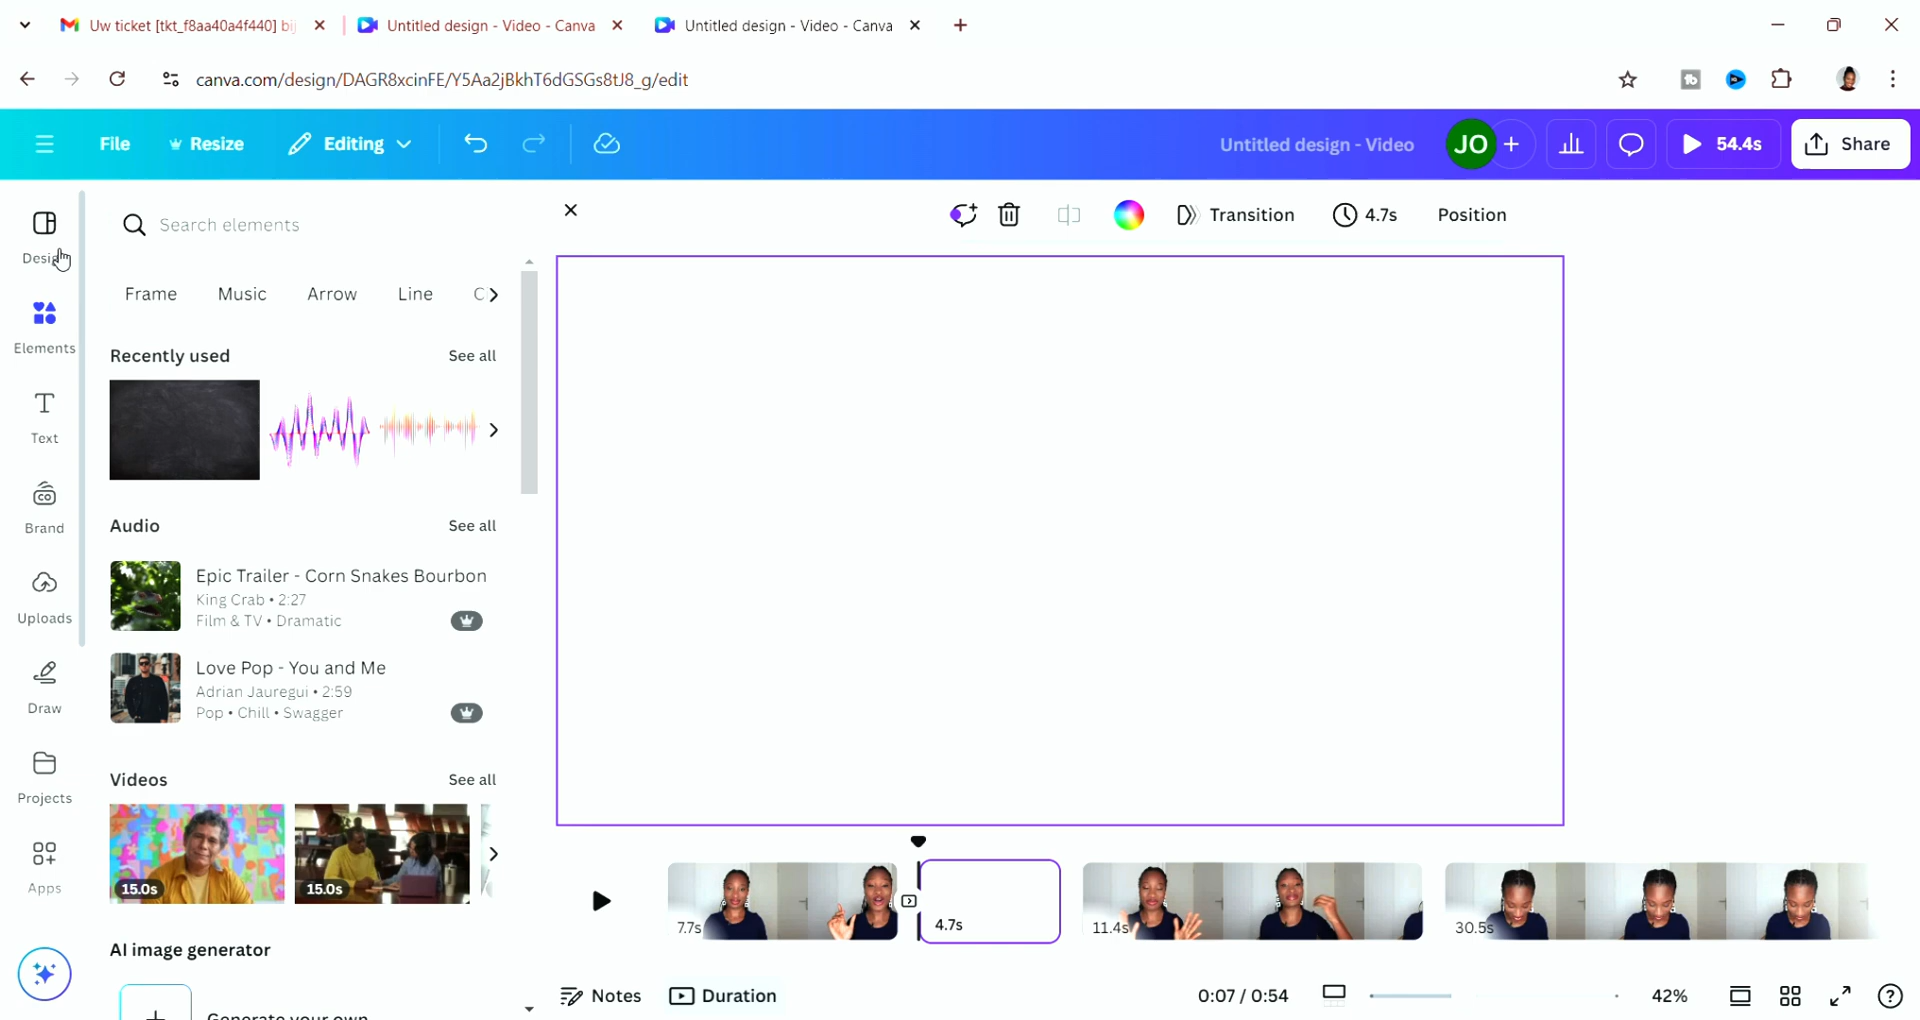 Uw ticket [tkt_f8aa40a4f440] bij
Untitled design - Video - Canva
Untitled design - Video - Canva
canva.com/design/DAGR8xcinFE/Y5Aa2jBkhT6dGSGs8tJ8_g/edit
File
Resize
Editing
Untitled design - Video
JO
54.4s
Share
Search elements
Transition
4.7s
Position
Design
Elements
Text
Brand
Uploads
Draw
Projects
Apps
Frame
Music
Arrow
Line
Recently used
See all
Audio
See all
Epic Trailer - Corn Snakes Bourbon
King Crab • 2:27
Film & TV • Dramatic
Love Pop - You and Me
Adrian Jauregui • 2:59
Pop • Chill • Swagger
Videos
See all
15.0s
15.0s
AI image generator
Generate your own
7.7s
4.7s
11.4s
30.5s
Notes
Duration
0:07 / 0:54
42%